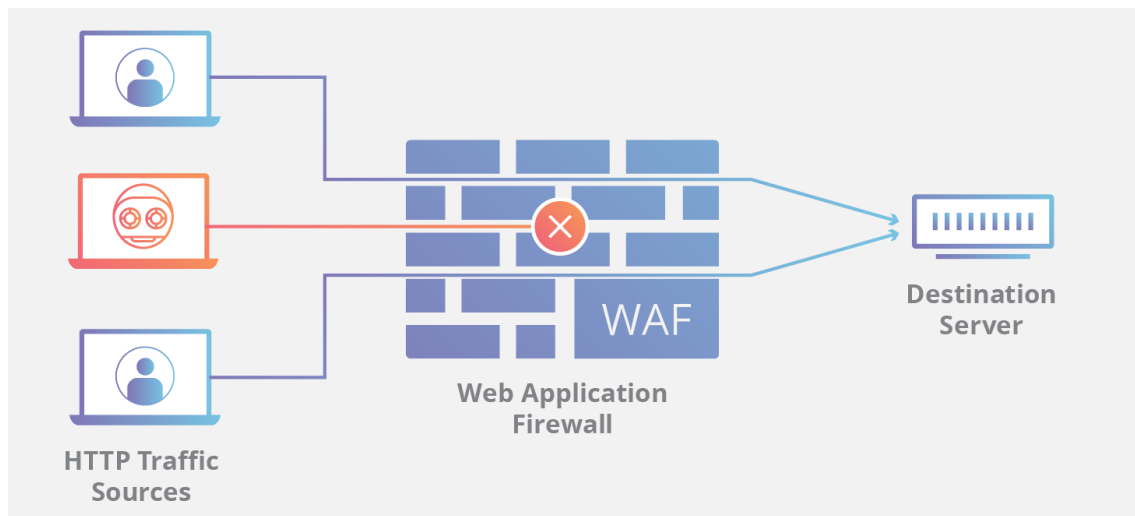 WAF
Web Application
Firewall
Destination
Server
HTTP Traffic
Sources